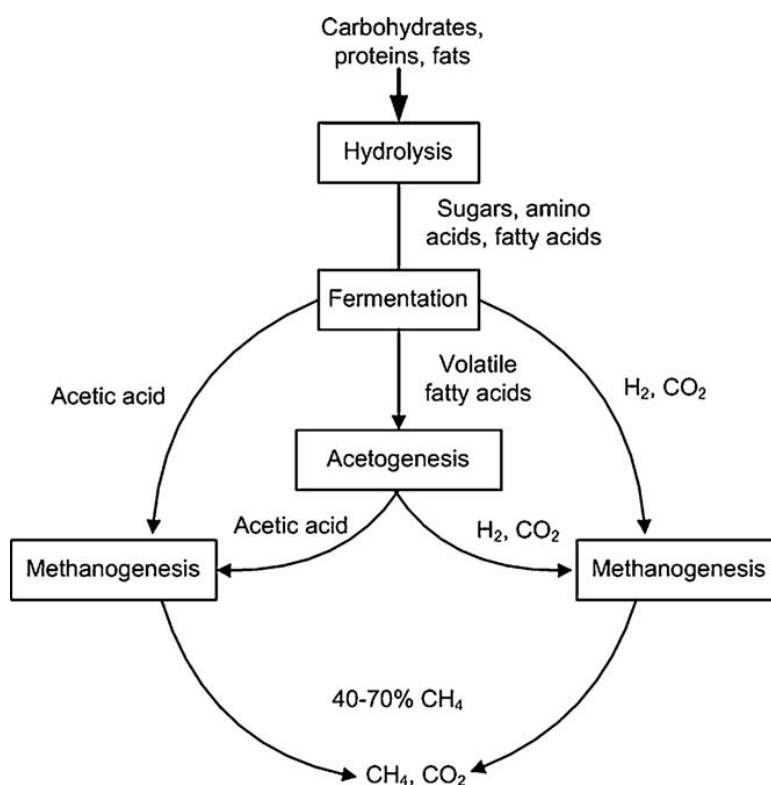 Carbohydrates,
proteins, fats
Hydrolysis
Sugars, amino
acids, fatty acids
Fermentation
Acetic acid
Volatile
fatty acids
H₂, CO₂
Acetogenesis
Acetic acid
H₂, CO₂
Methanogenesis
Methanogenesis
40-70% CH₄
CH₄, CO₂